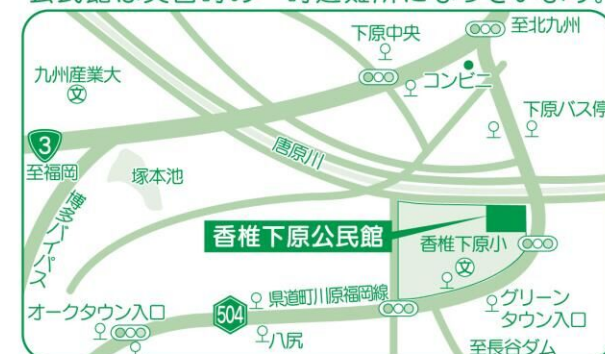 公民館は災害時の一時避難所になっています。
下原中央
至北九州
九州産業大
文
コンビニ
下原バス停
3
至福岡
唐原川
塚本池
博多バイパス
香椎下原公民館
香椎下原小
文
オークタウン入口
504
県道町川原福岡線
八尻
グリーン
タウン入口
至長谷ダム